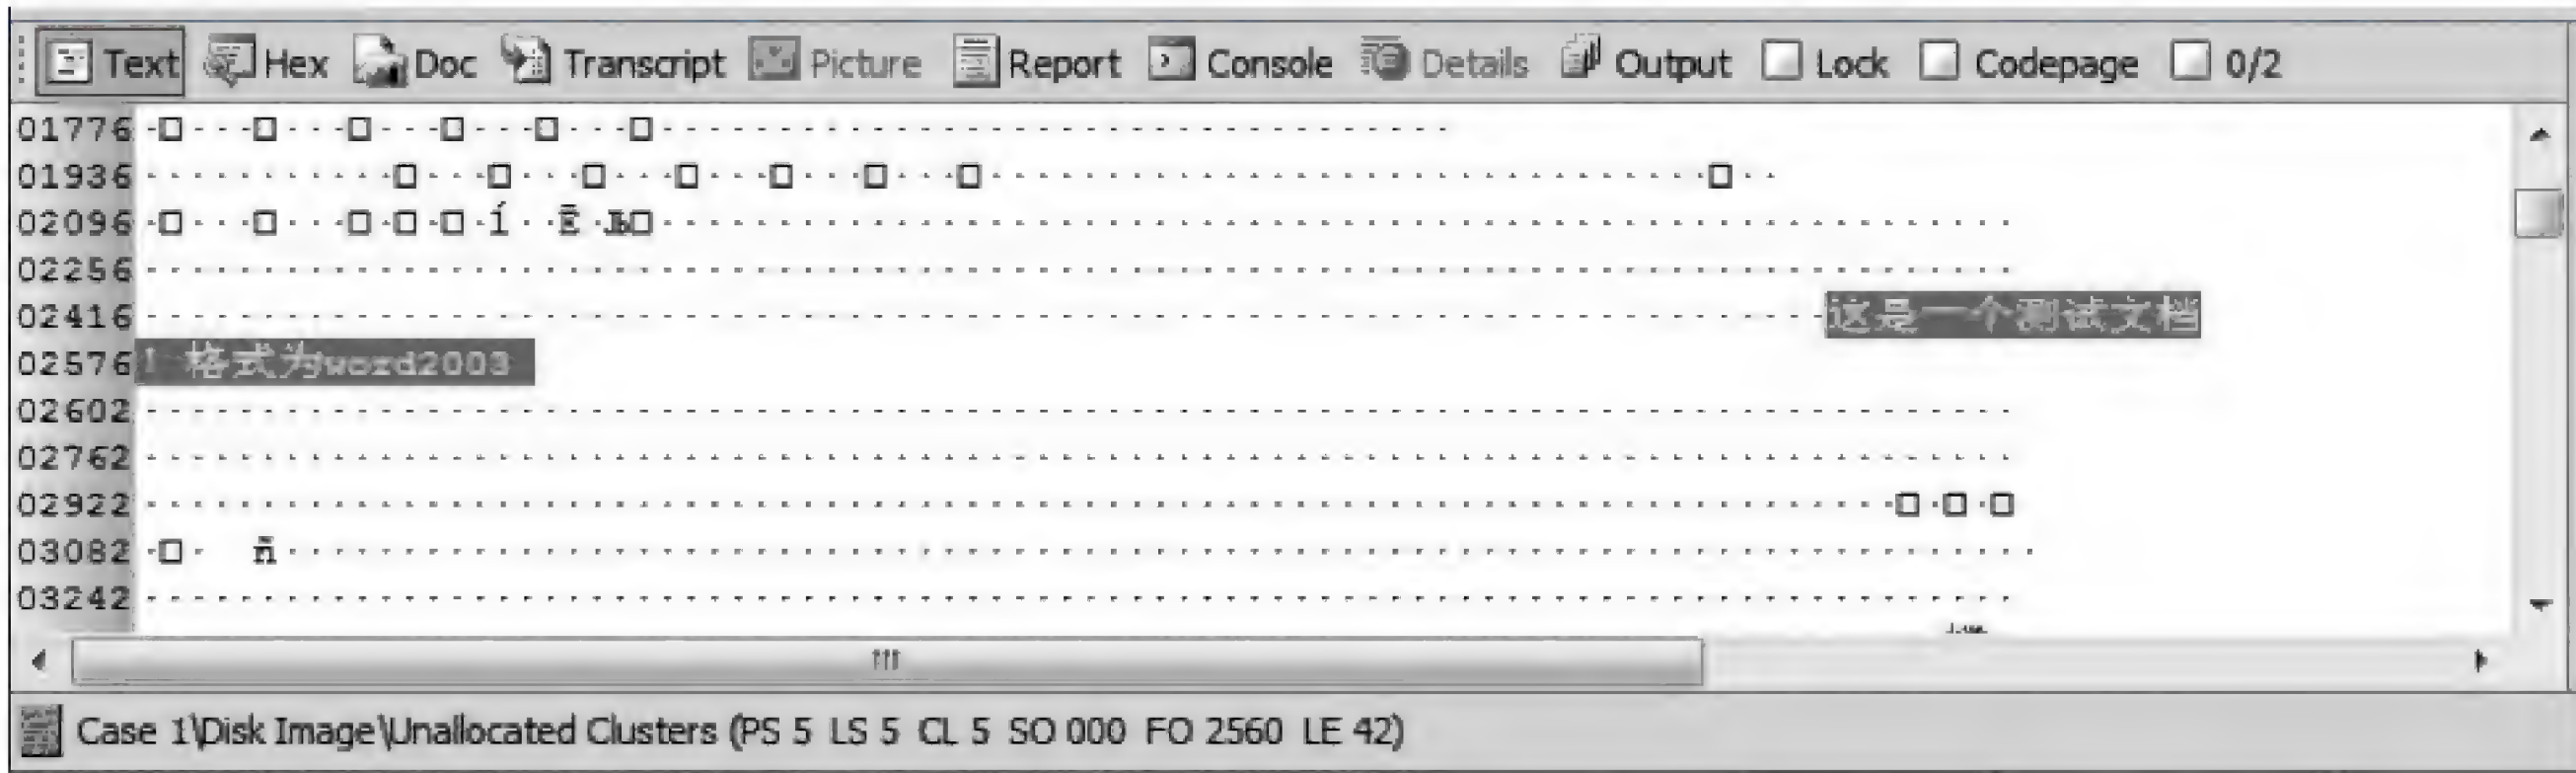 Text Hex Doc Transcript Picture Report Console Details Output Lock Codepage 0/2
01776 ·□···□···□···□···□···□
01936 □···□···□···□···□···□···□ □
02096 ·□···□···□·□·□·í··Ē·Њ□
02256
02416 这是一个测试文档
02576 ! 格式为word2003
02602
02762
02922 □·□·□
03082 ·□· ñ
03242
Case 1\Disk Image\Unallocated Clusters (PS 5 LS 5 CL 5 SO 000 FO 2560 LE 42)